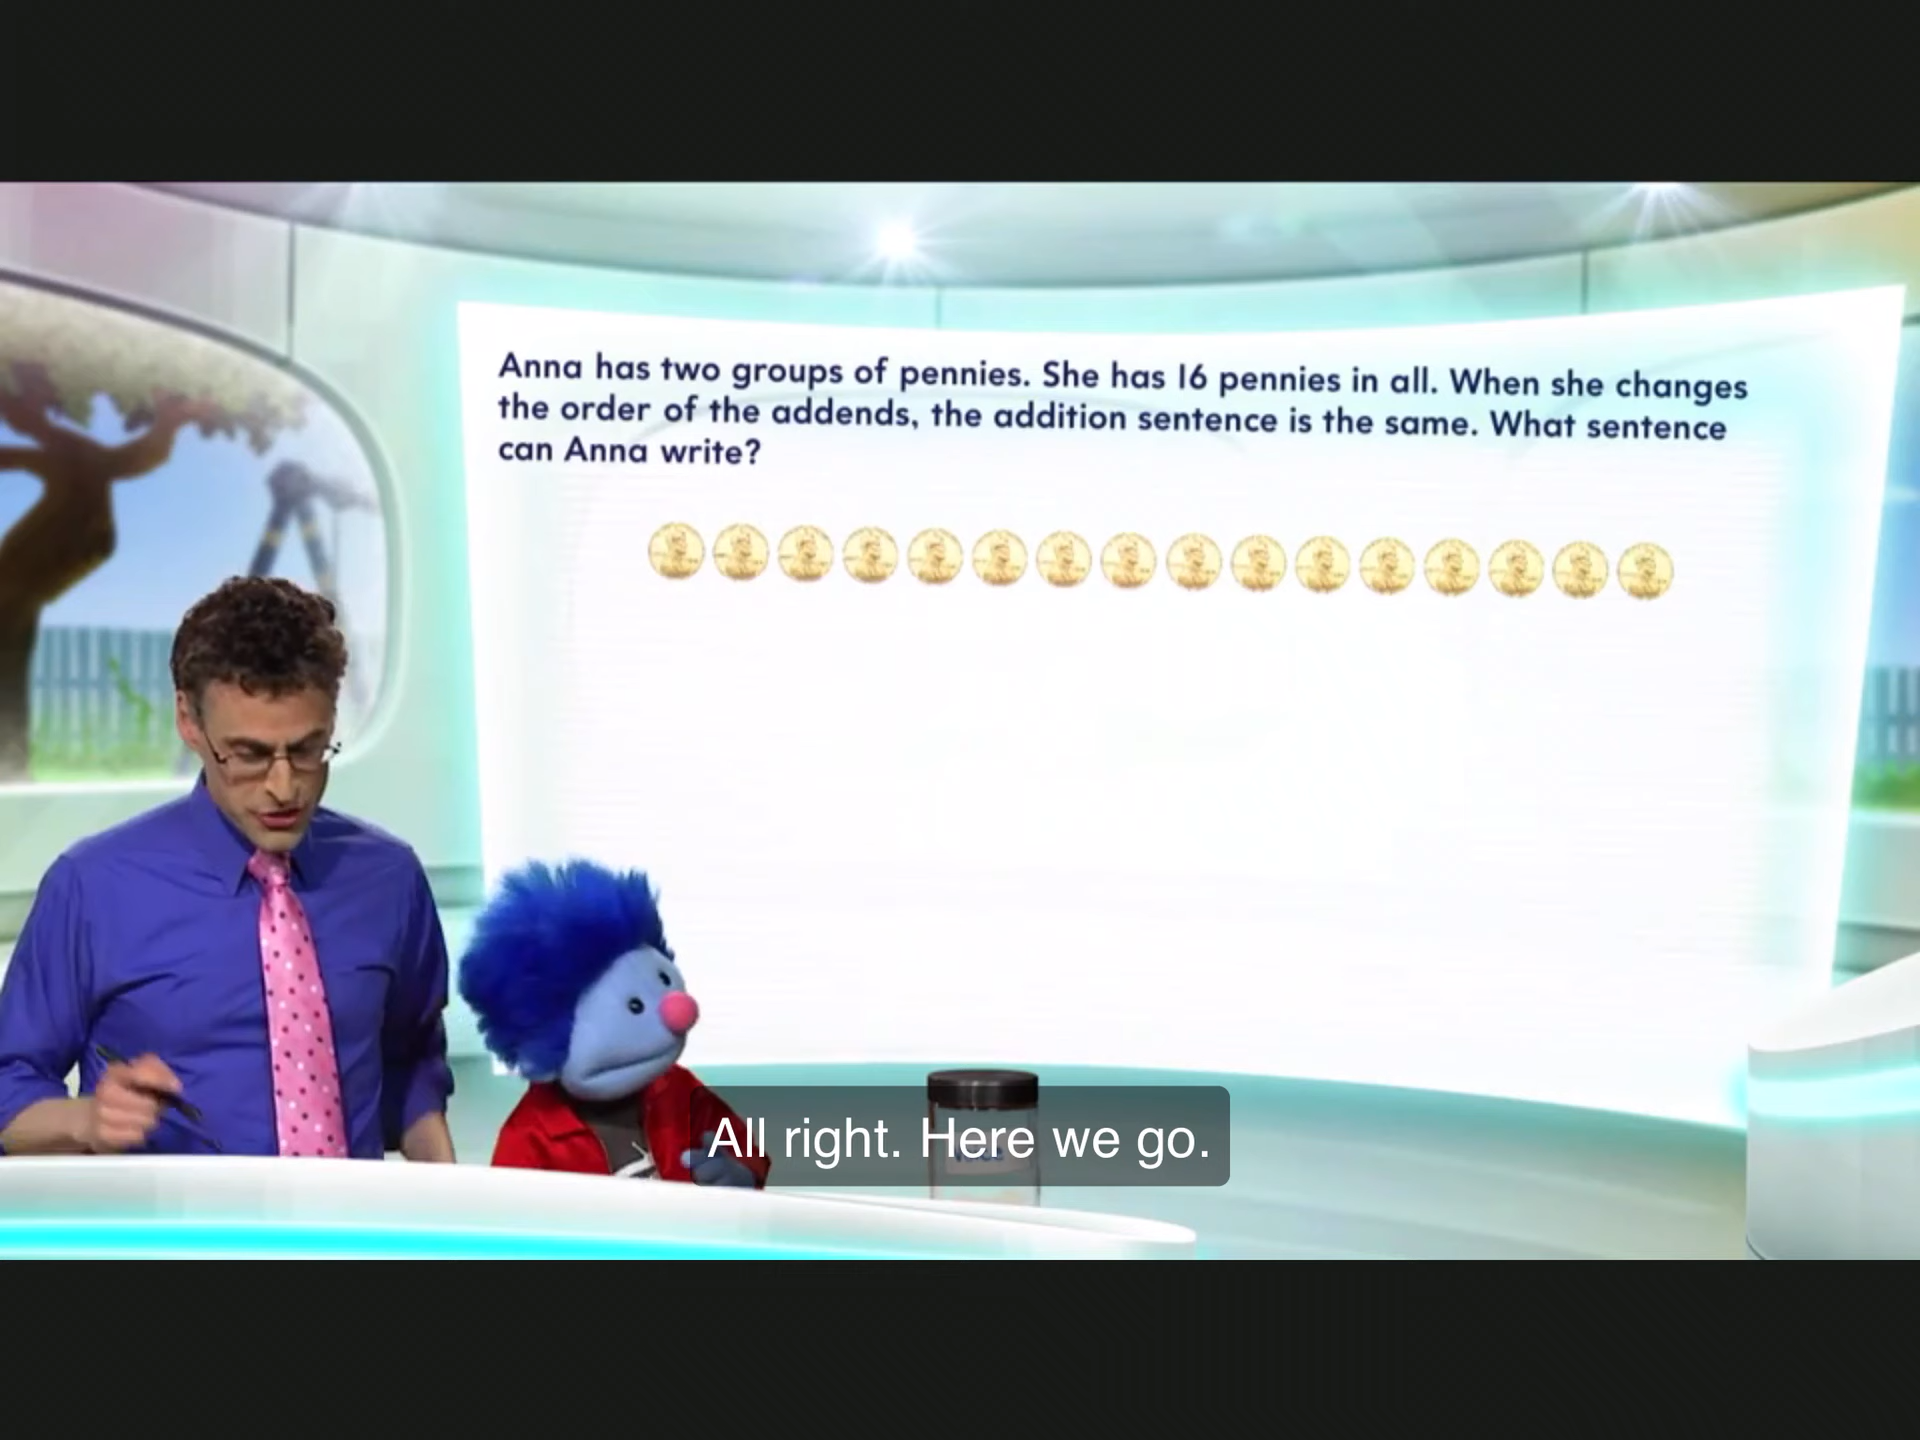 Anna has two groups of pennies. She has 16 pennies in all. When she changes
the order of the addends, the addition sentence is the same. What sentence
can Anna write?
All right. Here we go.